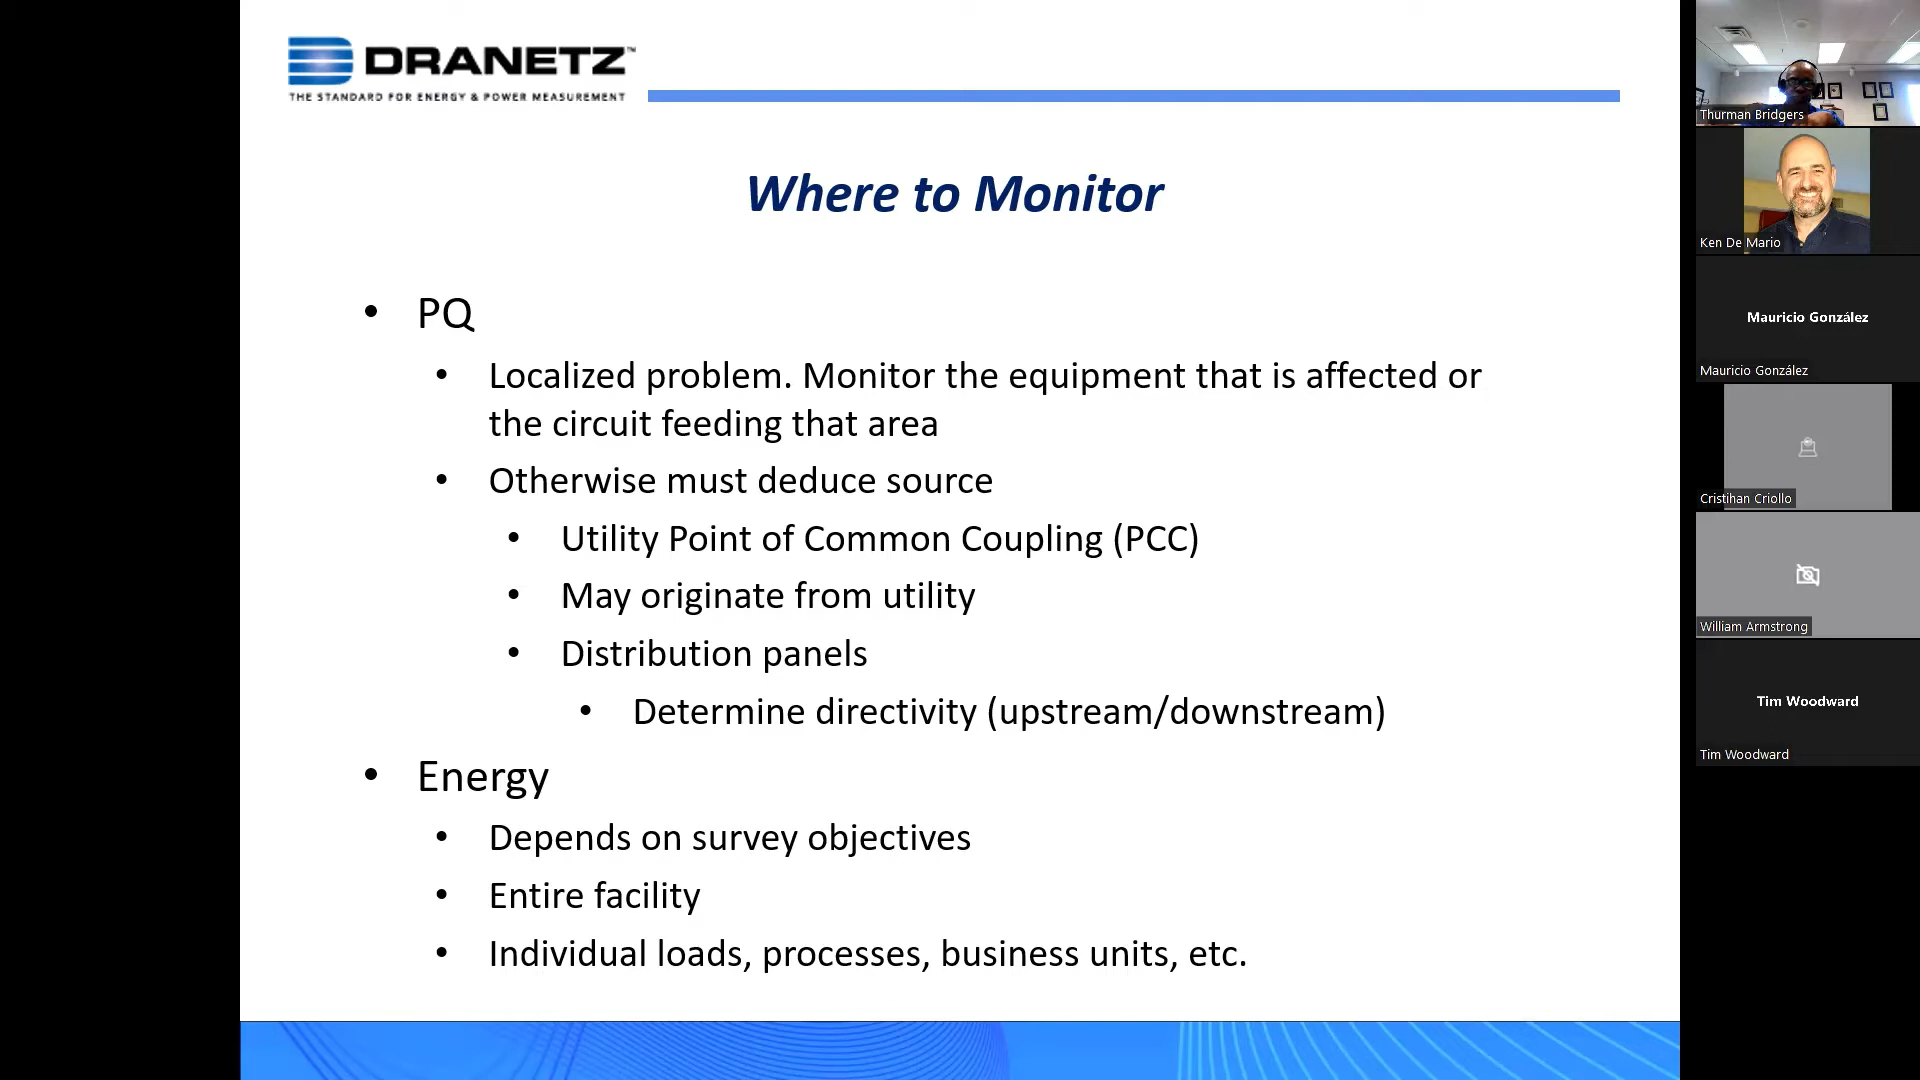 DRANETZ™
THE STANDARD FOR ENERGY & POWER MEASUREMENT
Where to Monitor
• PQ
• Localized problem. Monitor the equipment that is affected or
the circuit feeding that area
• Otherwise must deduce source
• Utility Point of Common Coupling (PCC)
• May originate from utility
• Distribution panels
• Determine directivity (upstream/downstream)
• Energy
• Depends on survey objectives
• Entire facility
• Individual loads, processes, business units, etc.
Thurman Bridgers
Ken De Mario
Mauricio González
Mauricio González
Cristihan Criollo
William Armstrong
Tim Woodward
Tim Woodward